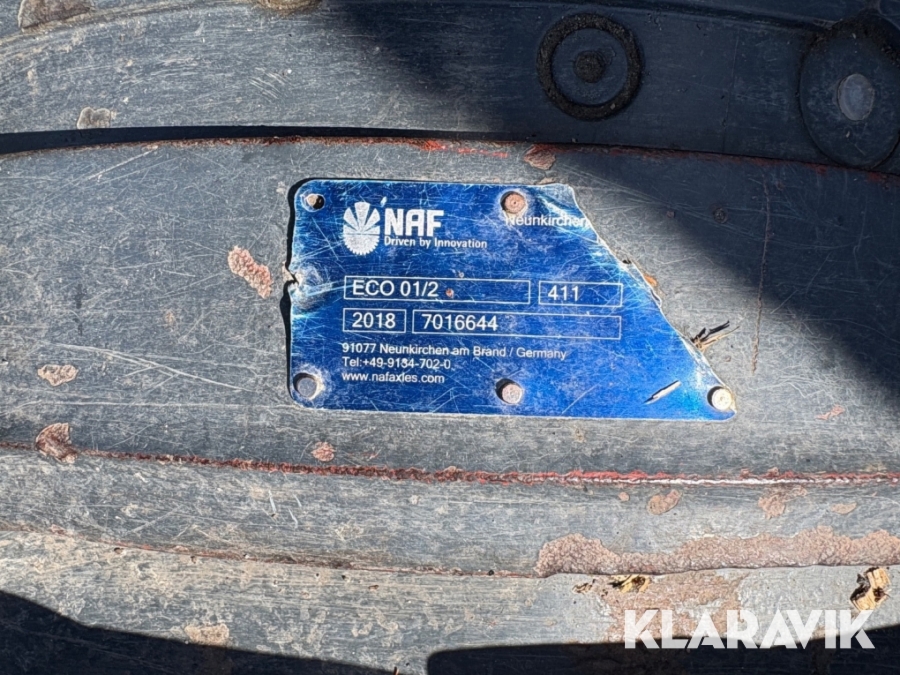 NAF
Neunkirchen
Driven by Innovation
ECO 01/2 411
2018 7016644
91077 Neunkirchen am Brand / Germany
Tel:+49-9134-702-0
www.nafaxles.com
KLARAVIK